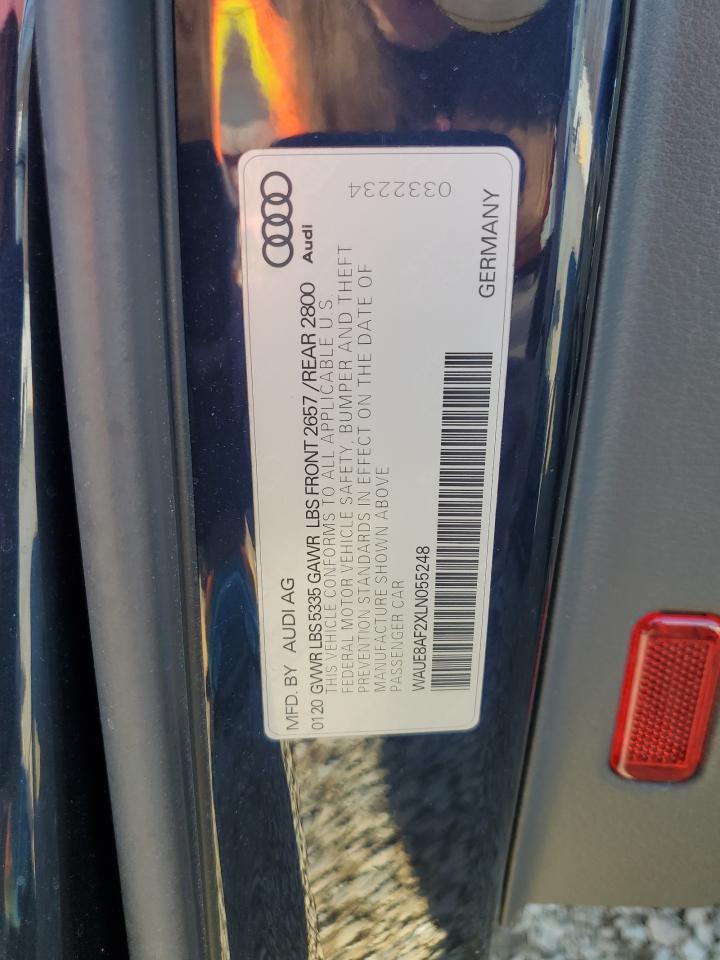 MFD. BY AUDI AG
0120 GVWR LBS 5335 GAWR LBS FRONT 2657/REAR 2800
THIS VEHICLE CONFORMS TO ALL APPLICABLE U.S.
FEDERAL MOTOR VEHICLE SAFETY, BUMPER AND THEFT
PREVENTION STANDARDS IN EFFECT ON THE DATE OF
MANUFACTURE SHOWN ABOVE
PASSENGER CAR
WAUE8AF2XLN055248
Audi
GERMANY
0332234